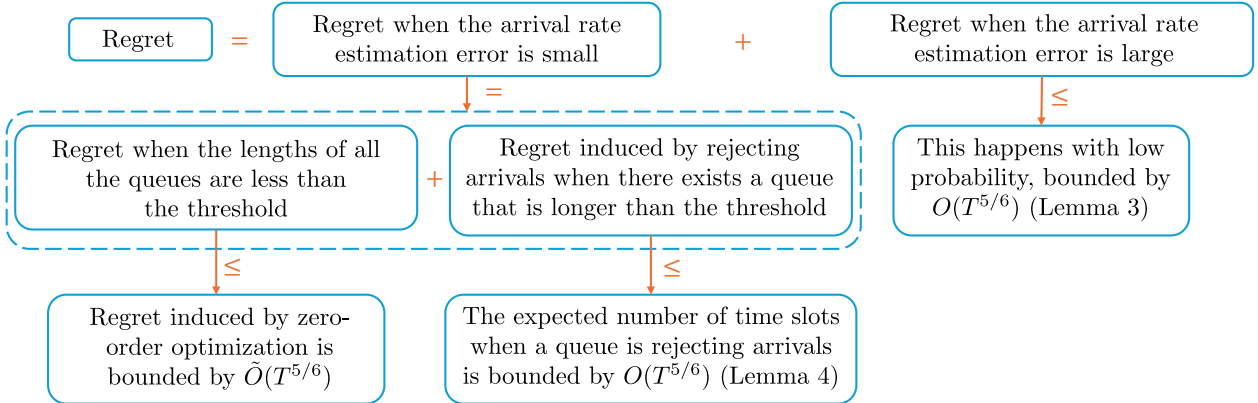 Regret
=
Regret when the arrival rate
estimation error is small
+
Regret when the arrival rate
estimation error is large
=
≤
Regret when the lengths of all
the queues are less than
the threshold
+
Regret induced by rejecting
arrivals when there exists a queue
that is longer than the threshold
This happens with low
probability, bounded by
O(T^{5/6}) (Lemma 3)
≤
≤
Regret induced by zero-
order optimization is
bounded by Õ(T^{5/6})
The expected number of time slots
when a queue is rejecting arrivals
is bounded by O(T^{5/6}) (Lemma 4)